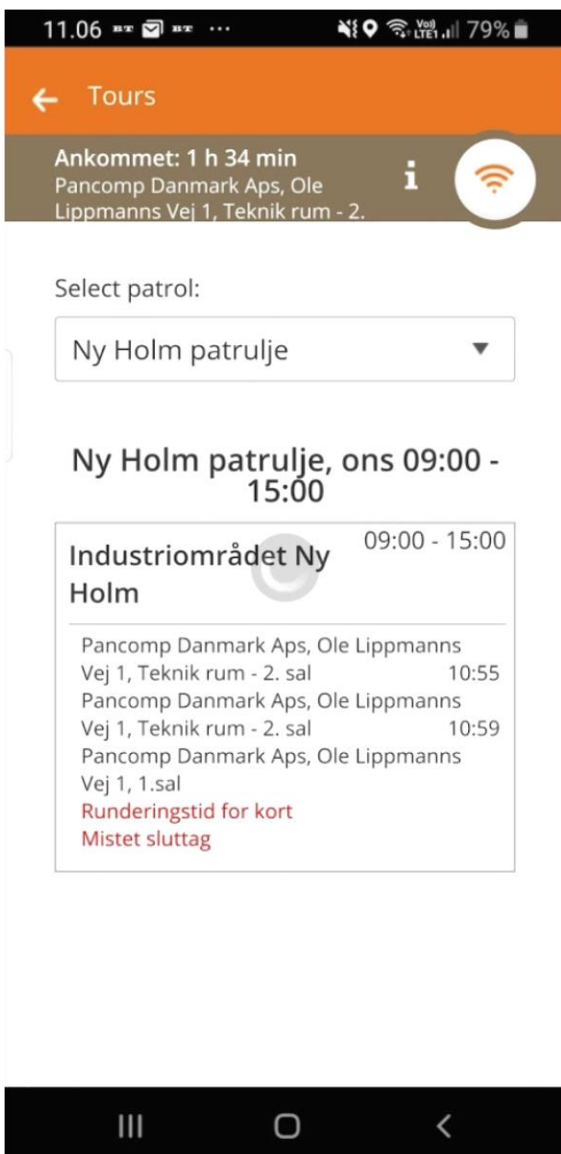 11.06 BT BT ... Vo)) LTE1 79%
Tours
Ankommet: 1 h 34 min
Pancomp Danmark Aps, Ole
Lippmanns Vej 1, Teknik rum - 2.
i
Select patrol:
Ny Holm patrulje
Ny Holm patrulje, ons 09:00 -
15:00
Industriområdet Ny
Holm
09:00 - 15:00
Pancomp Danmark Aps, Ole Lippmanns
Vej 1, Teknik rum - 2. sal 10:55
Pancomp Danmark Aps, Ole Lippmanns
Vej 1, Teknik rum - 2. sal 10:59
Pancomp Danmark Aps, Ole Lippmanns
Vej 1, 1.sal
Runderingstid for kort
Mistet sluttag